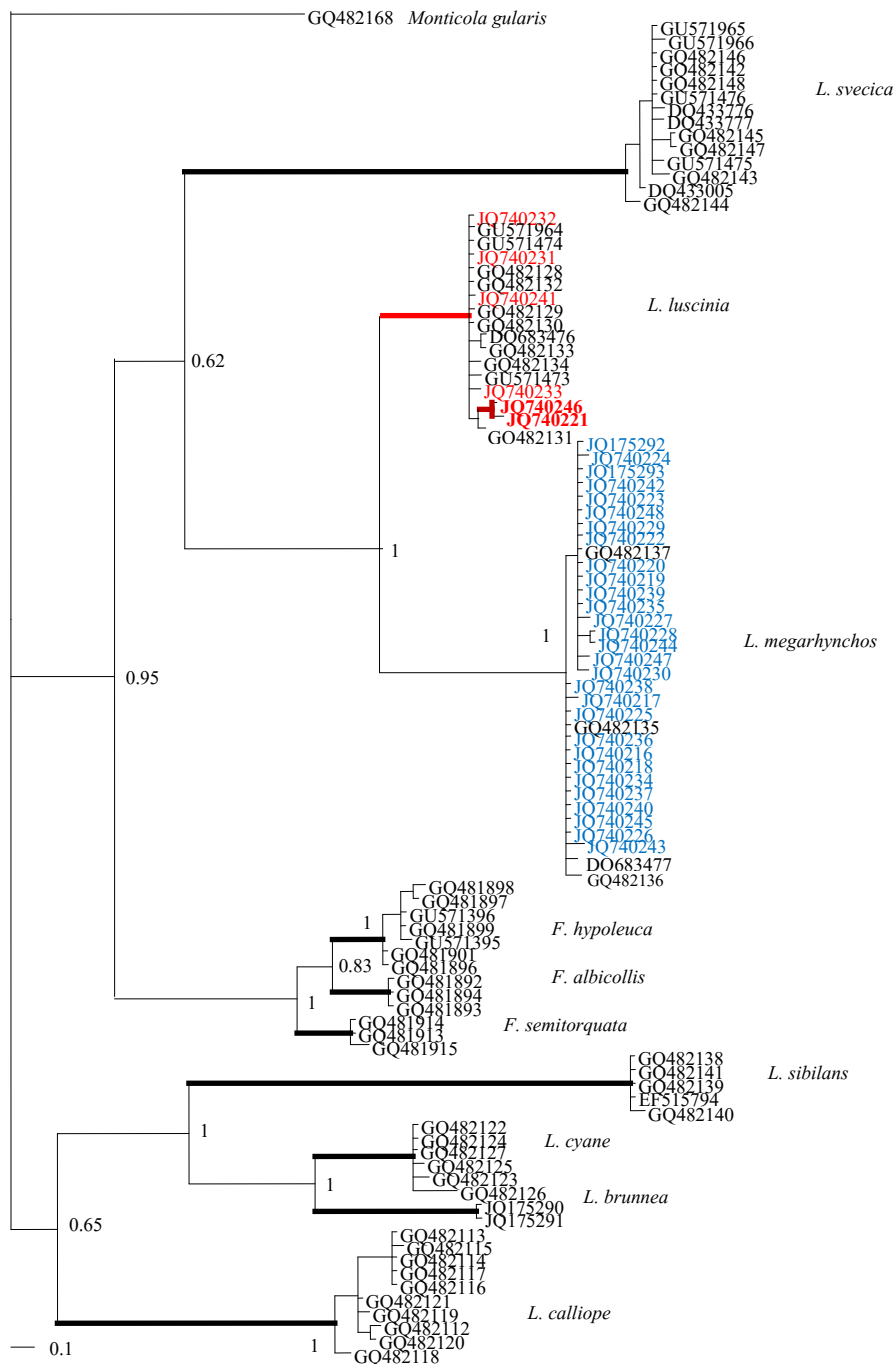 GQ482168 Monticola gularis
GU571965
GU571966
GQ482146
GQ482142
GQ482148
GU571476
DQ433776
DQ433777
GQ482145
GQ482147
GU571475
GQ482143
DQ433005
GQ482144
L. svecica
0.62
JQ740232
GU571964
GU571474
JQ740231
GQ482128
GQ482132
JQ740241
GQ482129
GQ482130
DQ683476
GQ482133
GQ482134
GU571473
JQ740233
JQ740246
JQ740221
GQ482131
L. luscinia
1
JQ175292
JQ740224
JQ175293
JQ740242
JQ740223
JQ740248
JQ740229
JQ740222
GQ482137
JQ740220
JQ740219
JQ740239
JQ740235
JQ740227
JQ740228
JQ740244
JQ740247
JQ740230
JQ740238
JQ740217
JQ740225
GQ482135
JQ740236
JQ740216
JQ740218
JQ740234
JQ740237
JQ740240
JQ740245
JQ740226
JQ740243
DQ683477
GQ482136
1
L. megarhynchos
0.95
GQ481898
GQ481897
GU571396
GQ481899
GU571395
GQ481901
GQ481896
1
F. hypoleuca
0.83
GQ481892
GQ481894
GQ481893
F. albicollis
1
GQ481914
GQ481913
GQ481915
F. semitorquata
GQ482138
GQ482141
GQ482139
EF515794
GQ482140
L. sibilans
1
GQ482122
GQ482124
GQ482127
GQ482125
GQ482123
GQ482126
L. cyane
1
JQ175290
JQ175291
L. brunnea
0.65
GQ482113
GQ482115
GQ482114
GQ482117
GQ482116
GQ482121
GQ482119
GQ482112
GQ482120
GQ482118
L. calliope
1
0.1